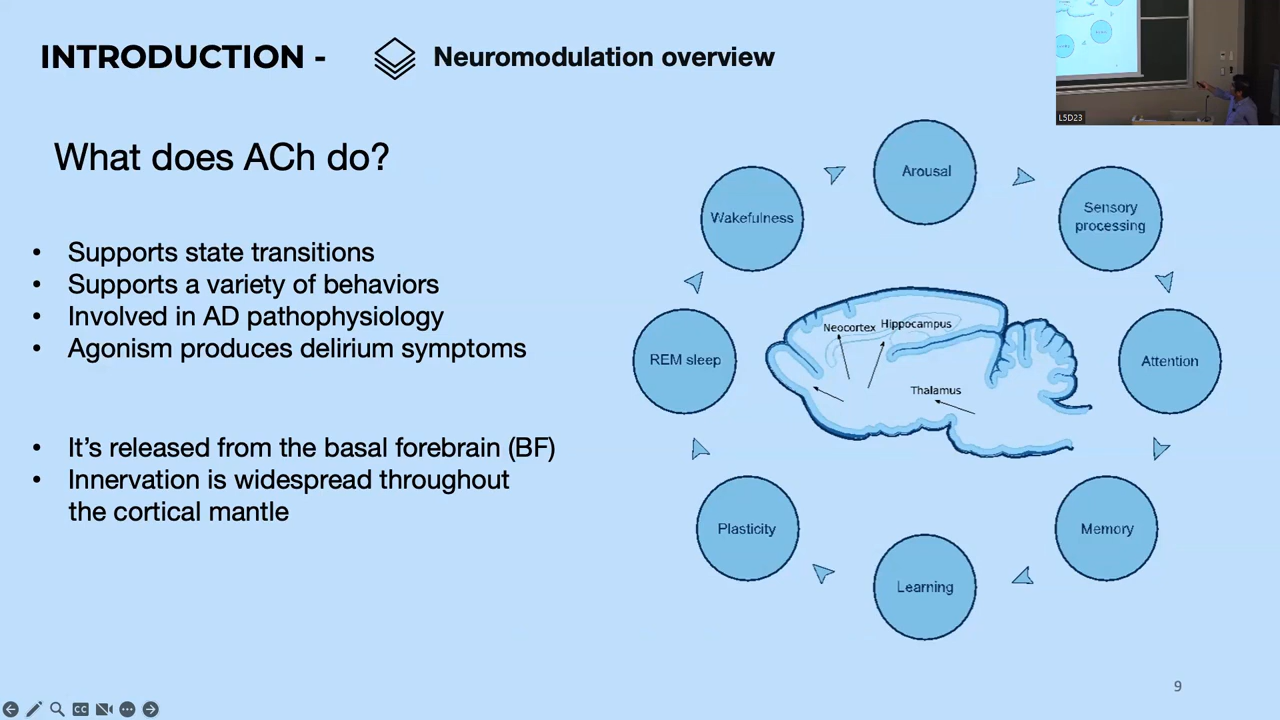 INTRODUCTION - Neuromodulation overview
L5D23
What does ACh do?
• Supports state transitions
• Supports a variety of behaviors
• Involved in AD pathophysiology
• Agonism produces delirium symptoms
• It's released from the basal forebrain (BF)
• Innervation is widespread throughout
the cortical mantle
Arousal
Sensory
processing
Attention
Memory
Learning
Plasticity
REM sleep
Wakefulness
Neocortex
Hippocampus
Thalamus
9
CC